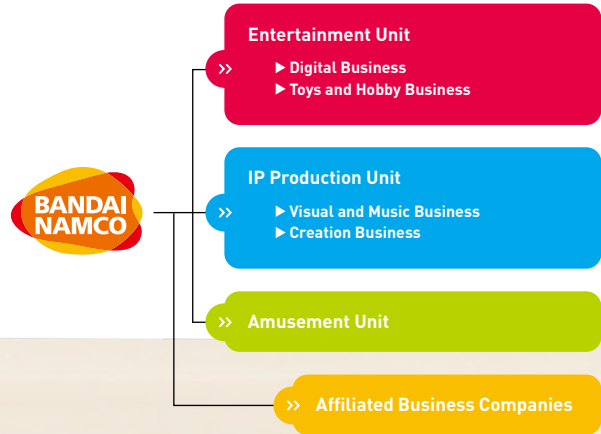 BANDAI
NAMCO
Entertainment Unit
▶ Digital Business
▶ Toys and Hobby Business
IP Production Unit
▶ Visual and Music Business
▶ Creation Business
Amusement Unit
Affiliated Business Companies